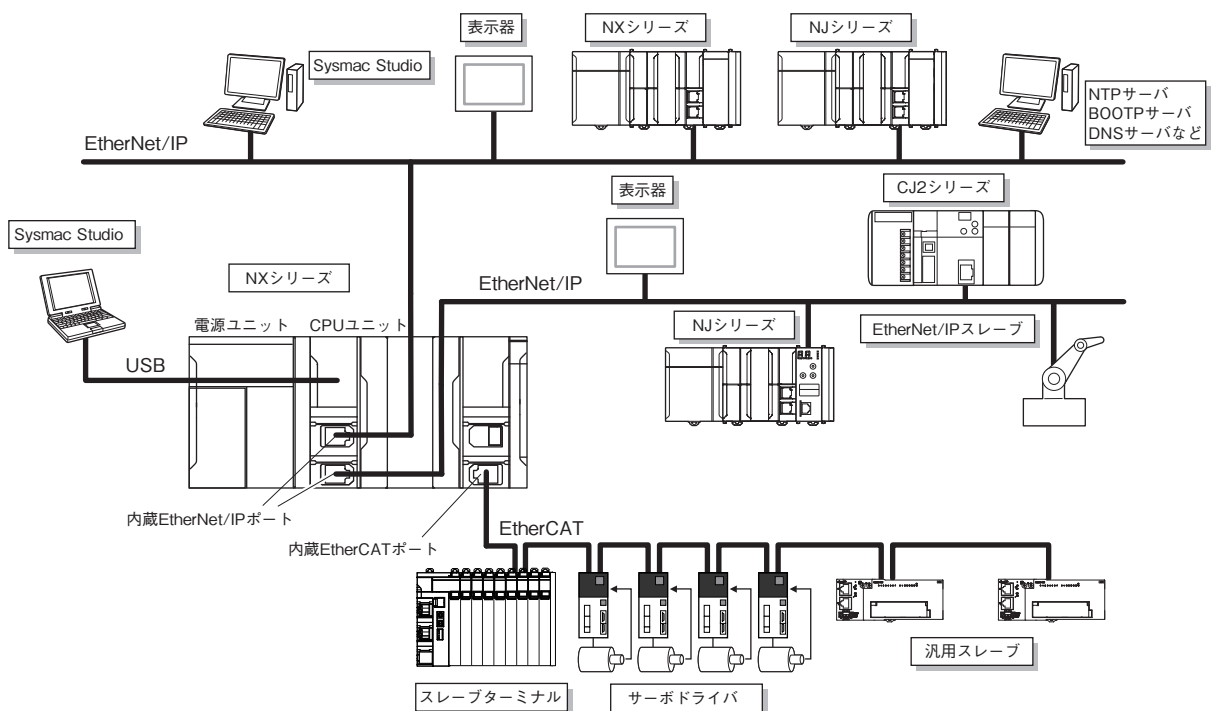 表示器
NXシリーズ
NJシリーズ
Sysmac Studio
NTPサーバ
BOOTPサーバ
DNSサーバなど
EtherNet/IP
表示器
CJ2シリーズ
Sysmac Studio
NXシリーズ
EtherNet/IP
電源ユニット
CPUユニット
NJシリーズ
EtherNet/IPスレーブ
USB
内蔵EtherNet/IPポート
内蔵EtherCATポート
EtherCAT
汎用スレーブ
スレーブターミナル
サーボドライバ